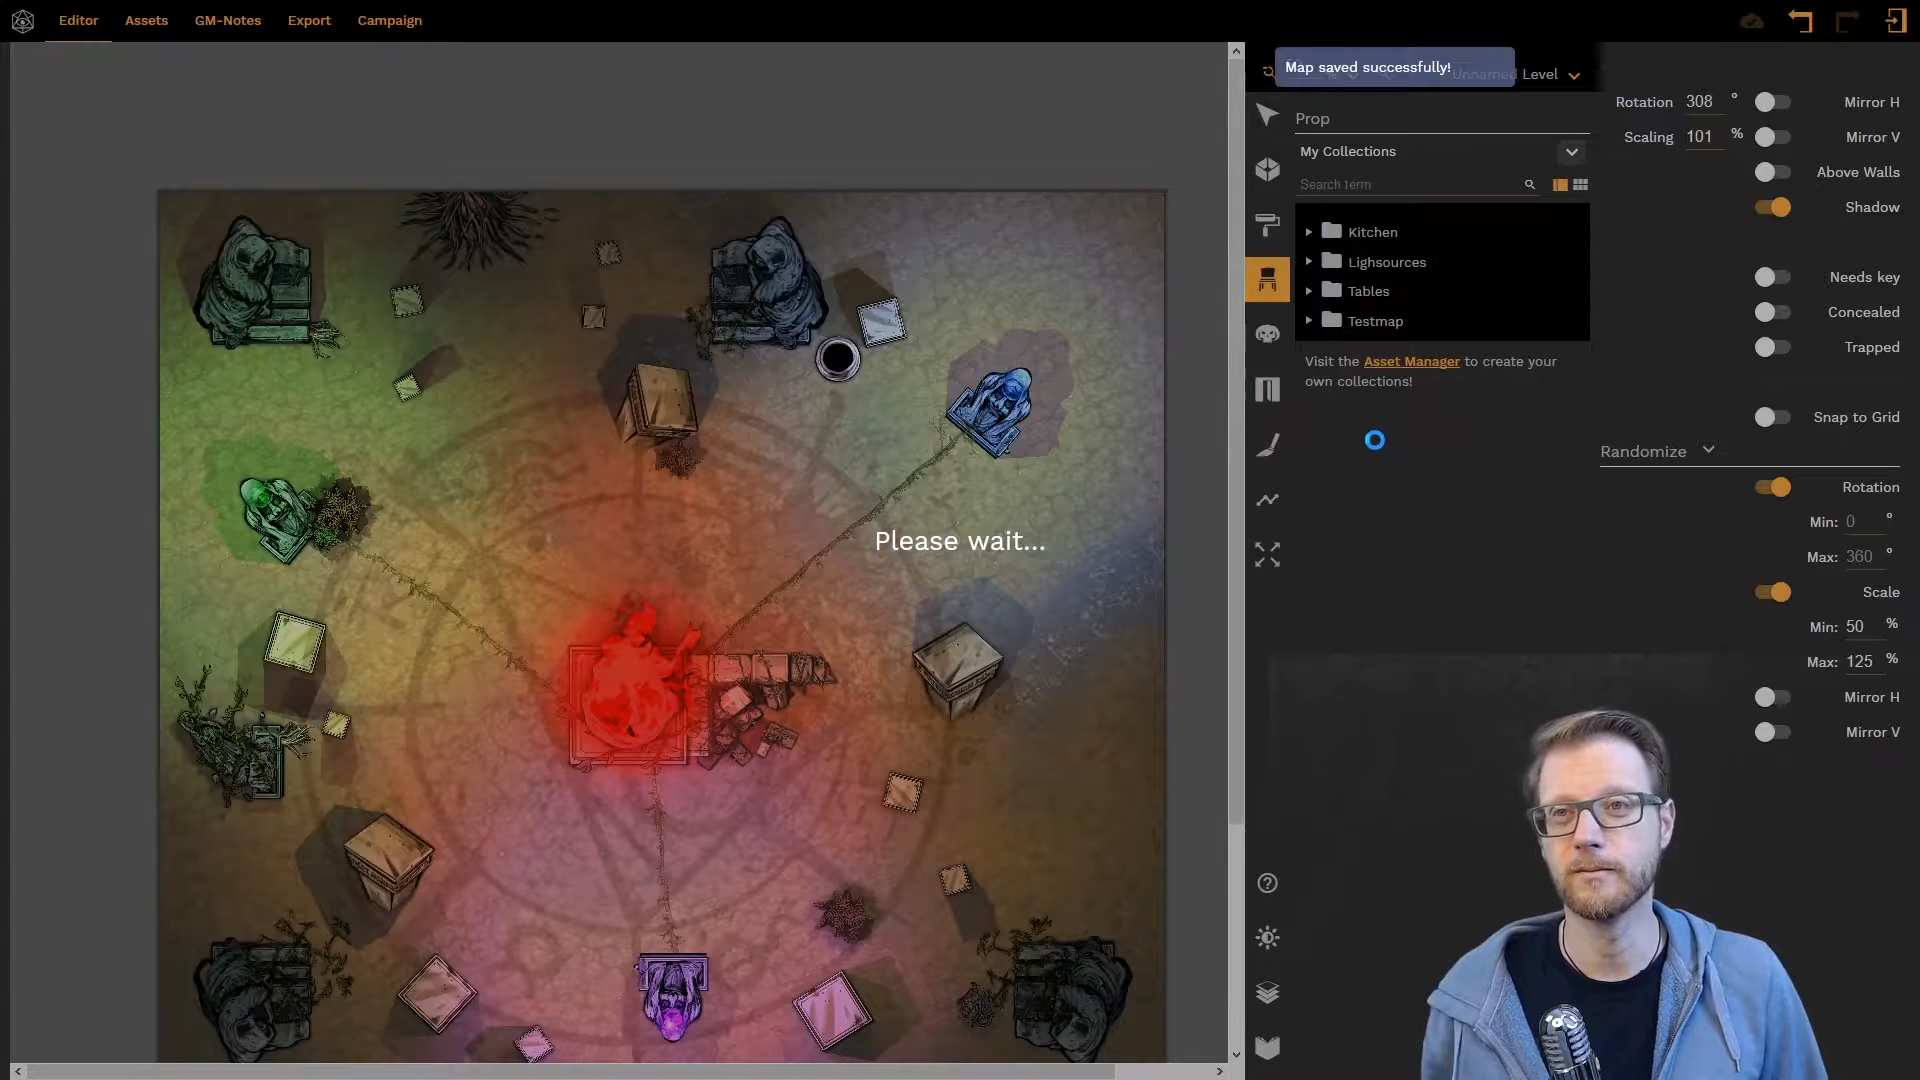 Editor
Assets
GM-Notes
Export
Campaign
Map saved successfully!
Unnamed Level
Prop
My Collections
Search term
Kitchen
Lighsources
Tables
Testmap
Visit the Asset Manager to create your
own collections!
Please wait...
Rotation 308 °
Mirror H
Scaling 101 %
Mirror V
Above Walls
Shadow
Needs key
Concealed
Trapped
Snap to Grid
Randomize
Rotation
Min: 0 °
Max: 360 °
Scale
Min: 50 %
Max: 125 %
Mirror H
Mirror V